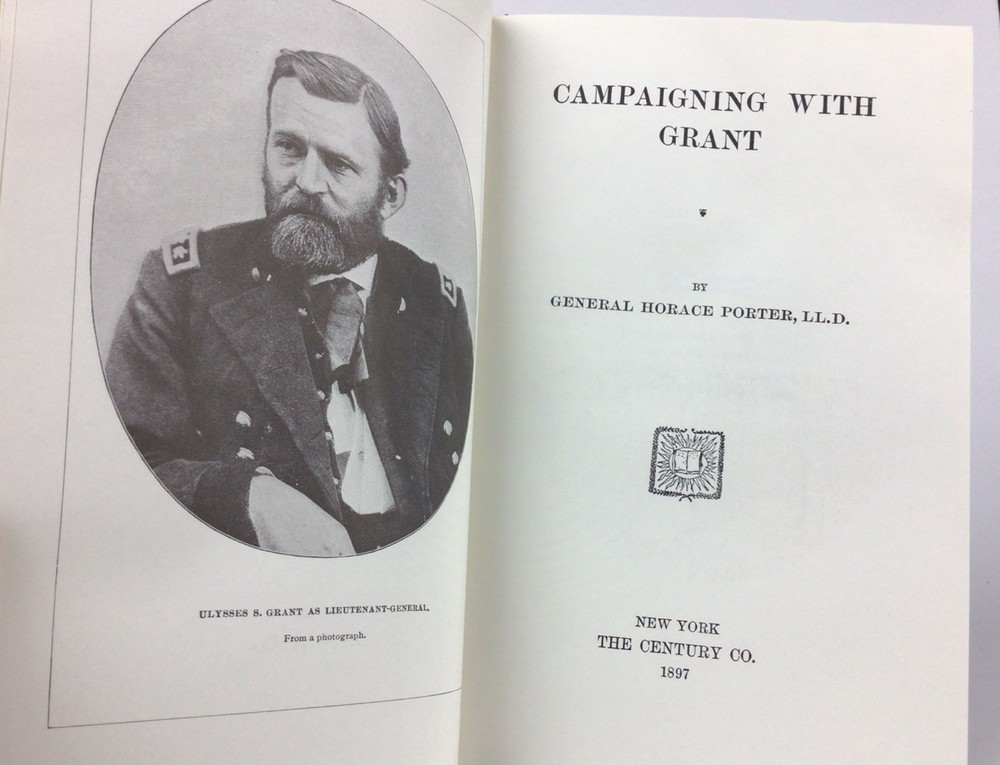 ULYSSES S. GRANT AS LIEUTENANT-GENERAL.
From a photograph.
CAMPAIGNING WITH
GRANT
BY
GENERAL HORACE PORTER, LL.D.
NEW YORK
THE CENTURY CO.
1897